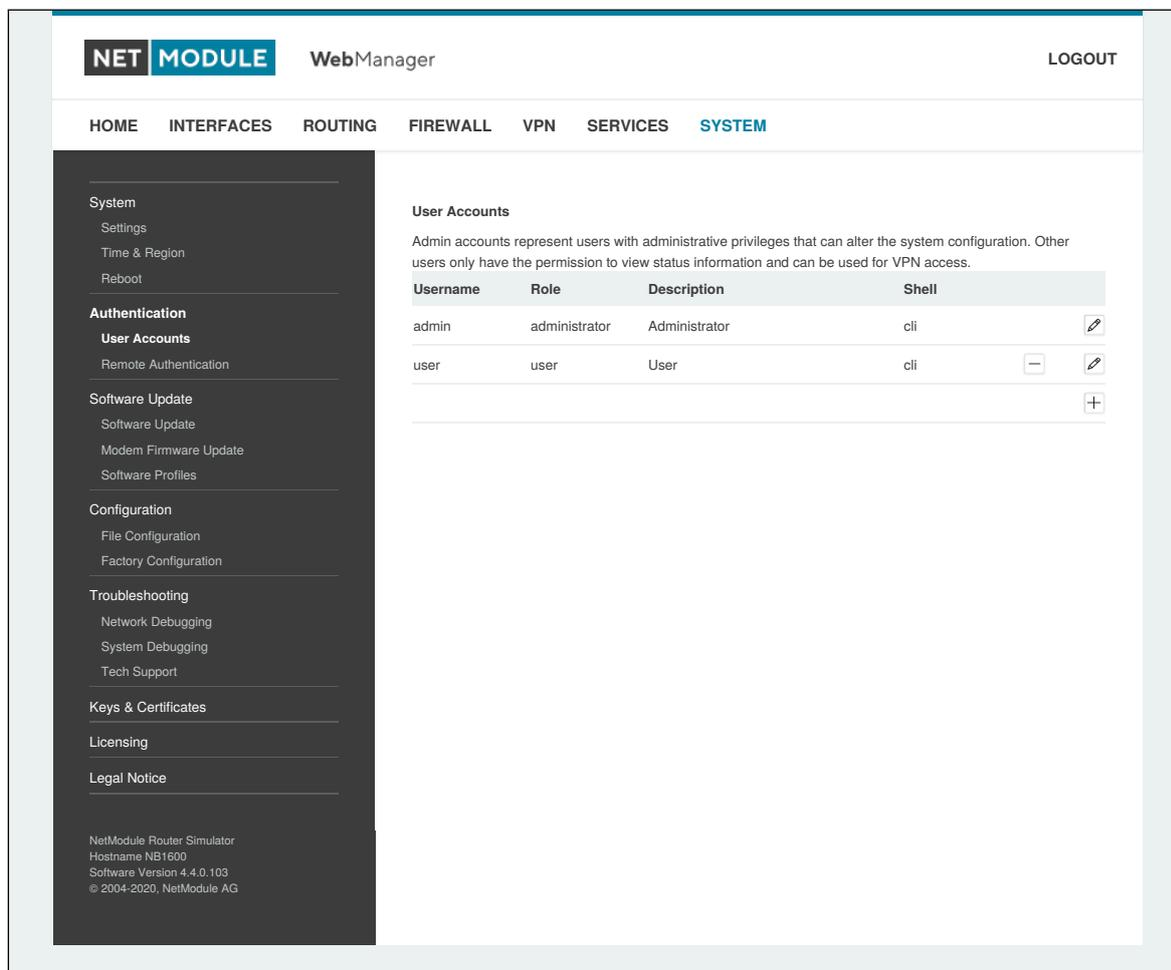 NET MODULE WebManager LOGOUT
HOME INTERFACES ROUTING FIREWALL VPN SERVICES SYSTEM
System
Settings
Time & Region
Reboot
Authentication
User Accounts
Remote Authentication
Software Update
Software Update
Modem Firmware Update
Software Profiles
Configuration
File Configuration
Factory Configuration
Troubleshooting
Network Debugging
System Debugging
Tech Support
Keys & Certificates
Licensing
Legal Notice
NetModule Router Simulator
Hostname NB1600
Software Version 4.4.0.103
© 2004-2020, NetModule AG
User Accounts
Admin accounts represent users with administrative privileges that can alter the system configuration. Other
users only have the permission to view status information and can be used for VPN access.
Username Role Description Shell
admin administrator Administrator cli
user user User cli